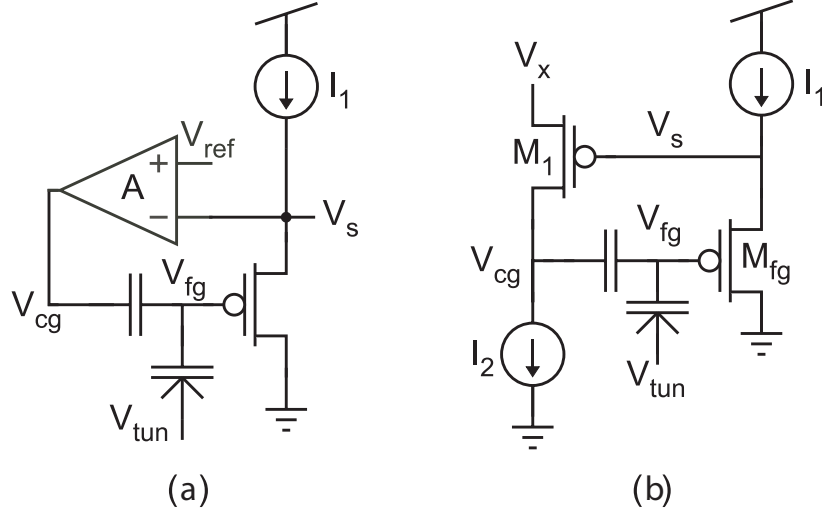 I1
Vref
+
A
−
Vs
Vfg
Vcg
Vtun
(a)
Vx
I1
Vs
M1
Vfg
Mfg
Vcg
I2
Vtun
(b)